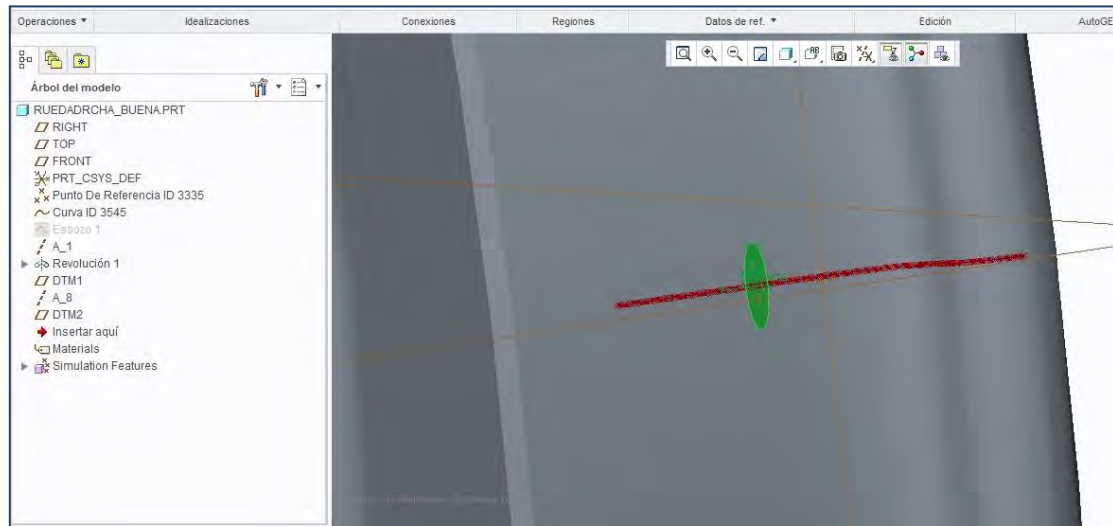 Operaciones Idealizaciones Conexiones Regiones Datos de ref. Edición AutoGE
Árbol del modelo
RUEDADRCHA_BUENA.PRT
RIGHT
TOP
FRONT
PRT_CSYS_DEF
Punto De Referencia ID 3335
Curva ID 3545
Esbozo 1
A_1
Revolución 1
DTM1
A_8
DTM2
Insertar aquí
Materials
Simulation Features